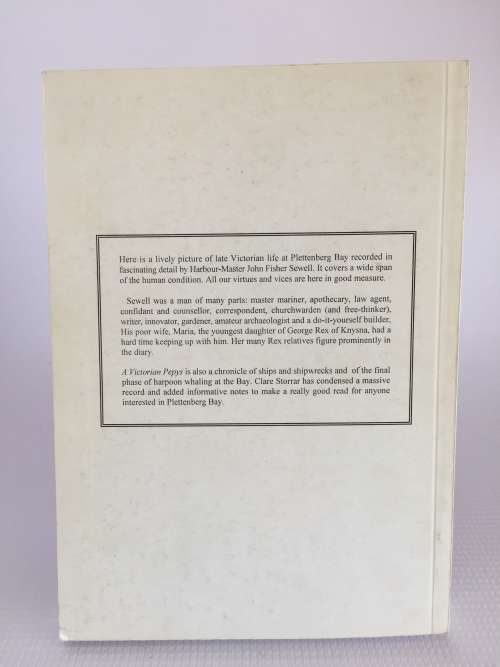 Here is a lively picture of late Victorian life at Plettenberg Bay recorded in
fascinating detail by Harbour-Master John Fisher Sewell. It covers a wide span
of the human condition. All our virtues and vices are here in good measure.
Sewell was a man of many parts: master mariner, apothecary, law agent,
confidant and counsellor, correspondent, churchwarden (and free-thinker),
writer, innovator, gardener, amateur archaeologist and a do-it-yourself builder,
His poor wife, Maria, the youngest daughter of George Rex of Knysna, had a
hard time keeping up with him. Her many Rex relatives figure prominently in
the diary.
A Victorian Pepys is also a chronicle of ships and shipwrecks and of the final
phase of harpoon whaling at the Bay. Clare Storrar has condensed a massive
record and added informative notes to make a really good read for anyone
interested in Plettenberg Bay.